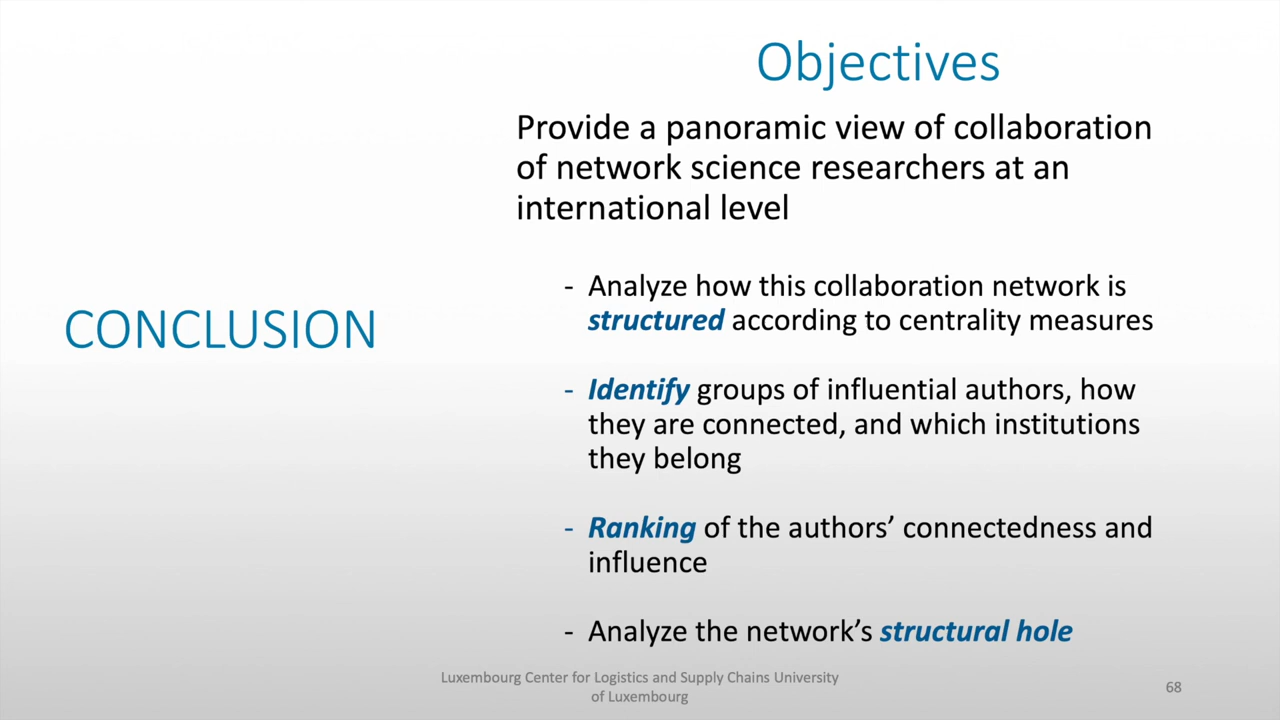 Objectives
Provide a panoramic view of collaboration
of network science researchers at an
international level
- Analyze how this collaboration network is
structured according to centrality measures
CONCLUSION
- Identify groups of influential authors, how
they are connected, and which institutions
they belong
- Ranking of the authors’ connectedness and
influence
- Analyze the network’s structural hole
Luxembourg Center for Logistics and Supply Chains University
of Luxembourg
68